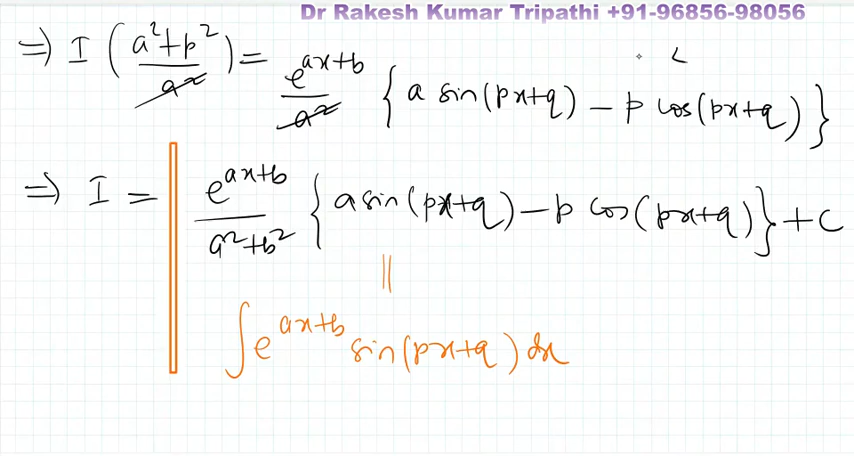 Dr Rakesh Kumar Tripathi +91-96856-98056
⇒ I ( (a² + p²) / a² ) = e^(ax+b) / a² { a sin(px+q) − p cos(px+q) }
⇒ I = e^(ax+b) / (a² + b²) { a sin(px+q) − p cos(px+q) } + c
||
∫ e^(ax+b) sin(px+q) dx